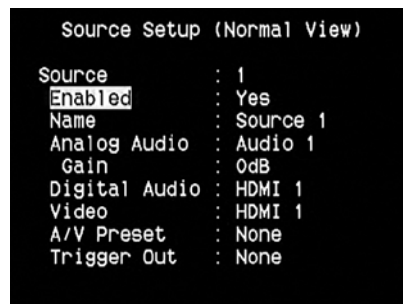 Source Setup (Normal View)
Source : 1
Enabled : Yes
Name : Source 1
Analog Audio : Audio 1
Gain : 0dB
Digital Audio : HDMI 1
Video : HDMI 1
A/V Preset : None
Trigger Out : None